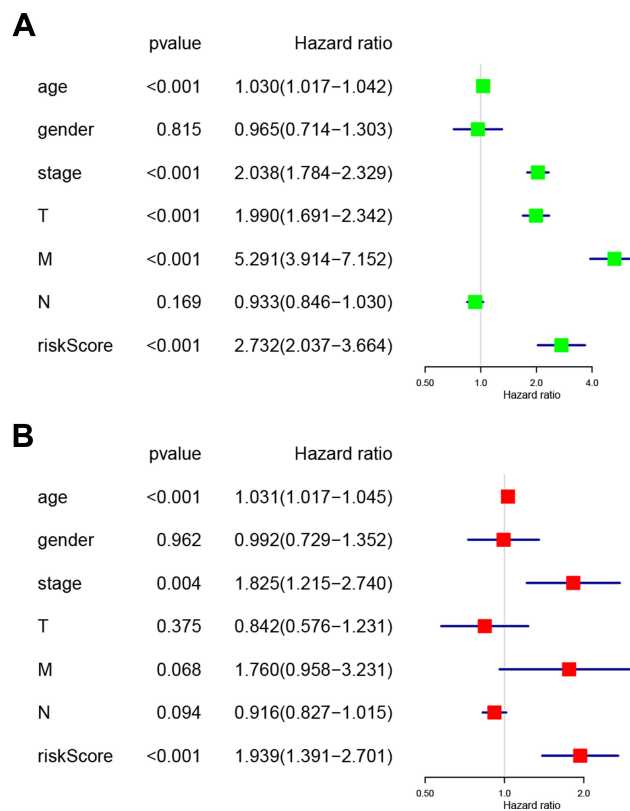 A
pvalue Hazard ratio
age <0.001 1.030(1.017−1.042)
gender 0.815 0.965(0.714−1.303)
stage <0.001 2.038(1.784−2.329)
T <0.001 1.990(1.691−2.342)
M <0.001 5.291(3.914−7.152)
N 0.169 0.933(0.846−1.030)
riskScore <0.001 2.732(2.037−3.664)
0.50 1.0 2.0 4.0
Hazard ratio
B
pvalue Hazard ratio
age <0.001 1.031(1.017−1.045)
gender 0.962 0.992(0.729−1.352)
stage 0.004 1.825(1.215−2.740)
T 0.375 0.842(0.576−1.231)
M 0.068 1.760(0.958−3.231)
N 0.094 0.916(0.827−1.015)
riskScore <0.001 1.939(1.391−2.701)
0.50 1.0 2.0
Hazard ratio